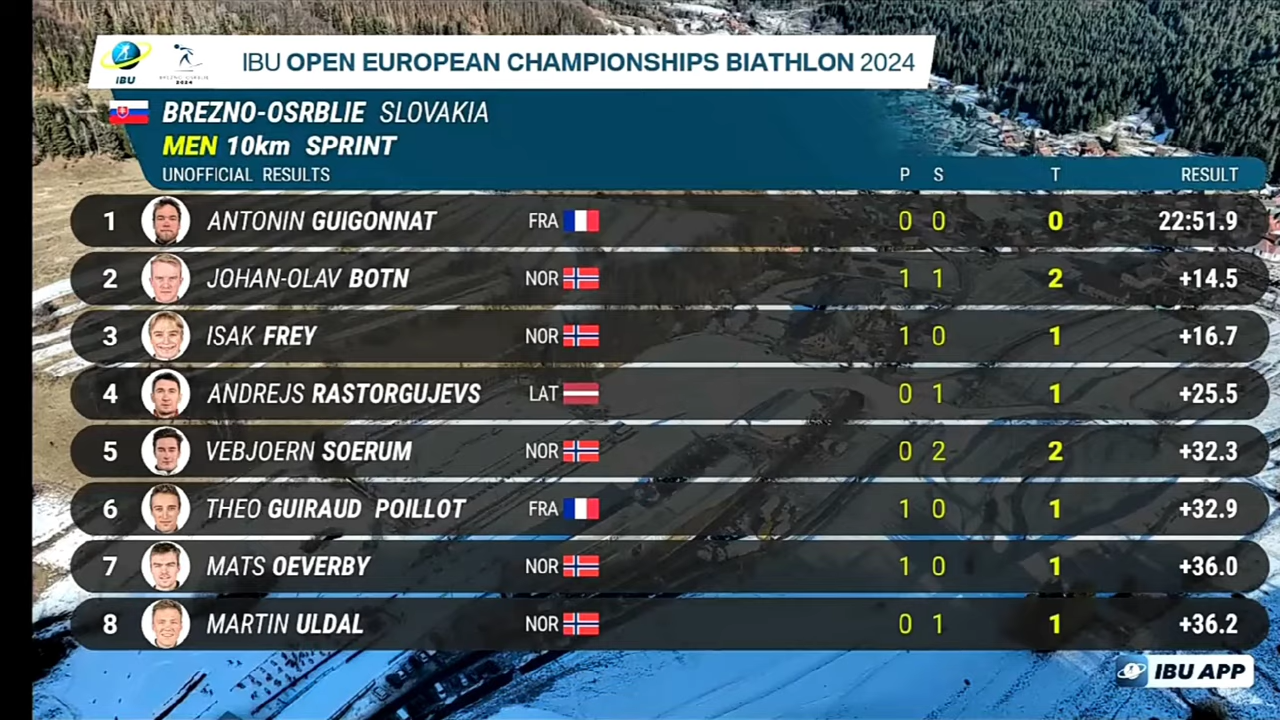 IBU OPEN EUROPEAN CHAMPIONSHIPS BIATHLON 2024
IBU
BREZNO-OSRBLIE 2024
BREZNO-OSRBLIE SLOVAKIA
MEN 10km SPRINT
UNOFFICIAL RESULTS P S T RESULT
1 ANTONIN GUIGONNAT FRA 0 0 0 22:51.9
2 JOHAN-OLAV BOTN NOR 1 1 2 +14.5
3 ISAK FREY NOR 1 0 1 +16.7
4 ANDREJS RASTORGUJEVS LAT 0 1 1 +25.5
5 VEBJOERN SOERUM NOR 0 2 2 +32.3
6 THEO GUIRAUD POILLOT FRA 1 0 1 +32.9
7 MATS OEVERBY NOR 1 0 1 +36.0
8 MARTIN ULDAL NOR 0 1 1 +36.2
IBU APP